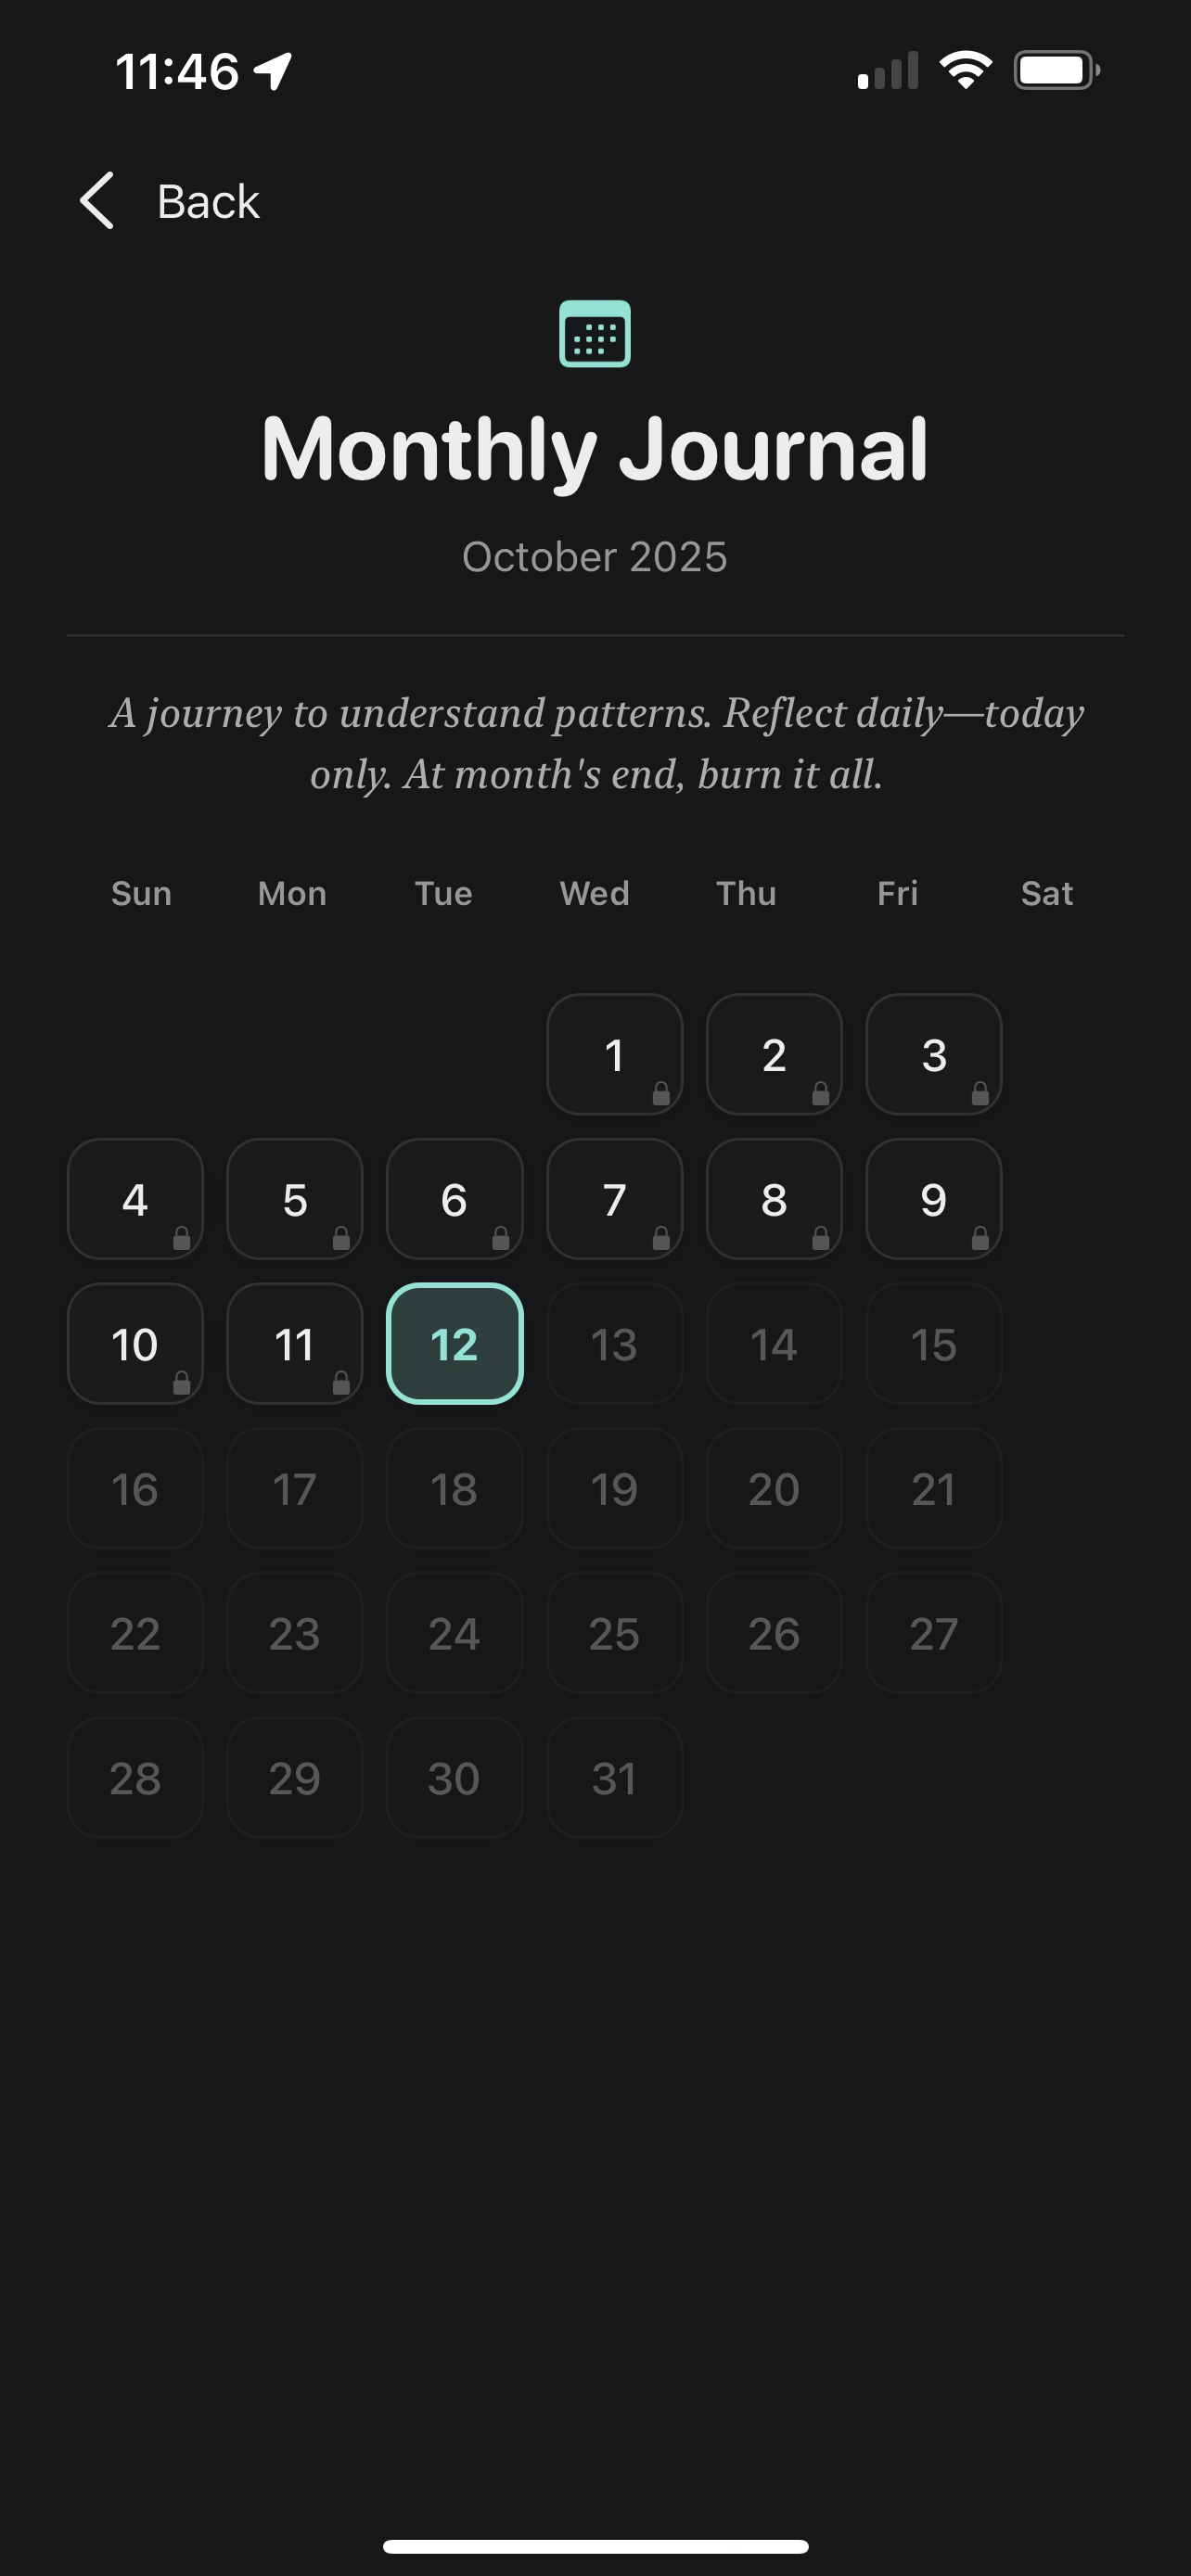 11:46
Back
Monthly Journal
October 2025
A journey to understand patterns. Reflect daily—today
only. At month's end, burn it all.
Sun Mon Tue Wed Thu Fri Sat
1 2 3
4 5 6 7 8 9
10 11 12 13 14 15
16 17 18 19 20 21
22 23 24 25 26 27
28 29 30 31